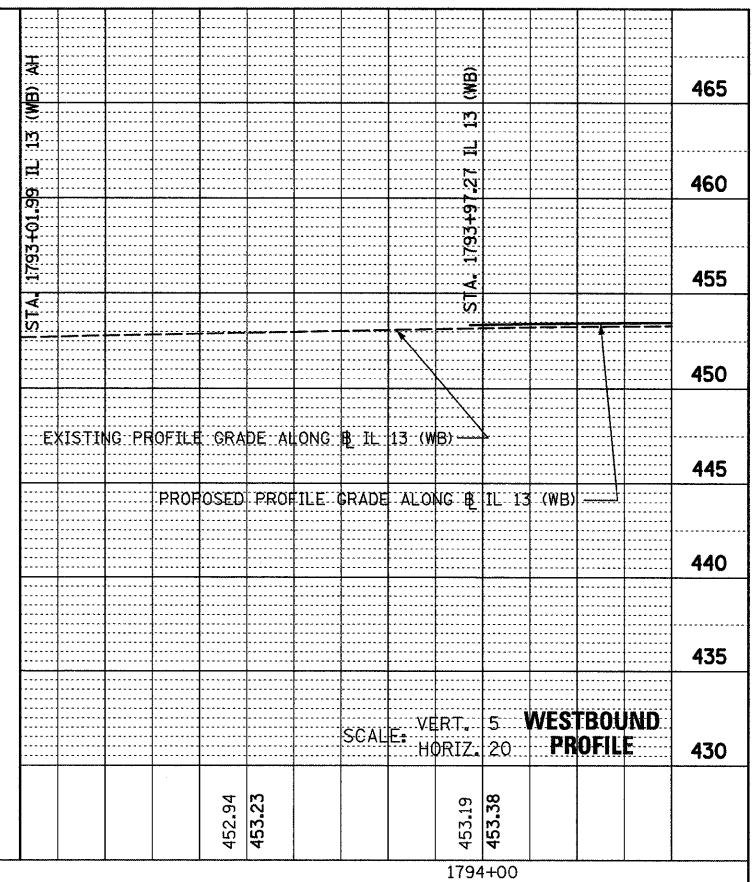 STA. 1793+01.99 IL 13 (WB) AH
STA. 1793+97.27 IL 13 (WB)
465
460
455
450
EXISTING PROFILE GRADE ALONG ℄ IL 13 (WB)
445
PROPOSED PROFILE GRADE ALONG ℄ IL 13 (WB)
440
435
SCALE: VERT. 5
HORIZ. 20
WESTBOUND
PROFILE
430
452.94
453.23
453.19
453.38
1794+00